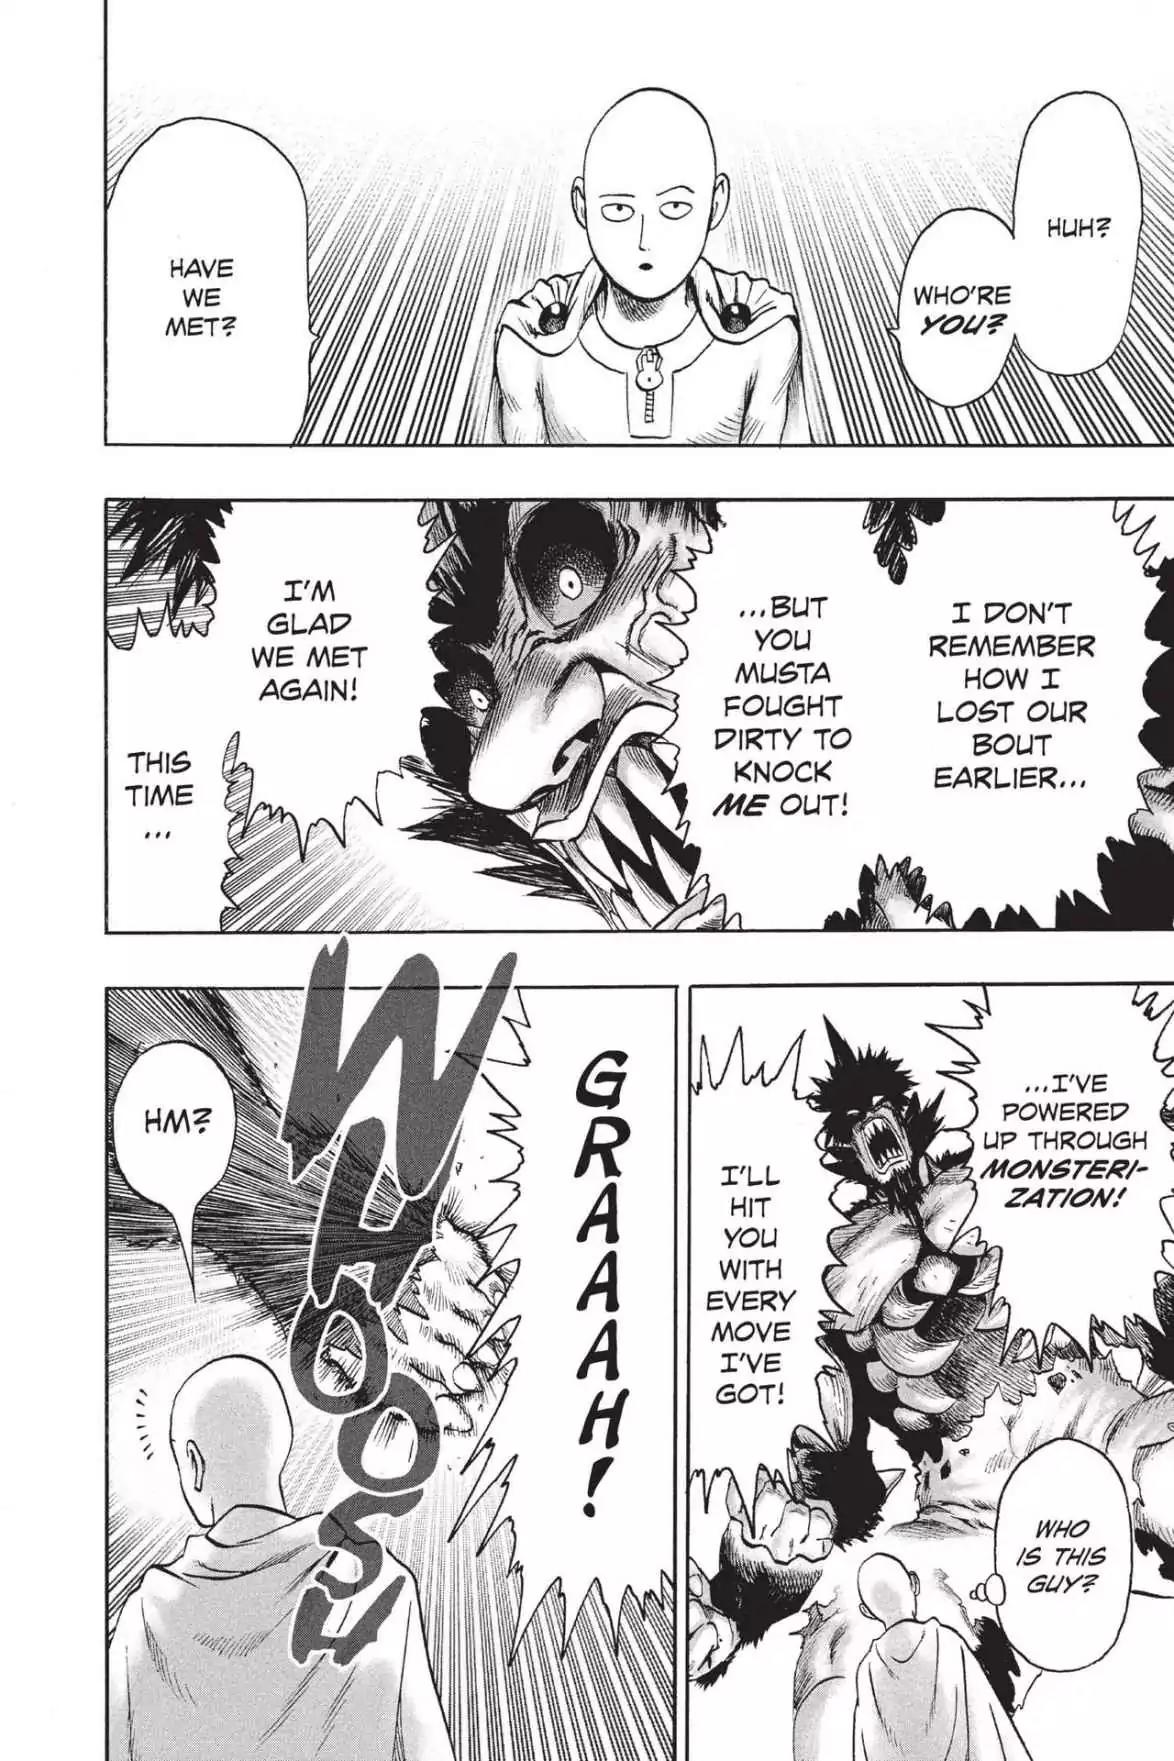 HUH?
WHO'RE
YOU?
HAVE
WE
MET?
I DON'T
REMEMBER
HOW I
LOST OUR
BOUT
EARLIER...
...BUT
YOU
MUSTA
FOUGHT
DIRTY TO
KNOCK
ME OUT!
I'M
GLAD
WE MET
AGAIN!
THIS
TIME
...
...I'VE
POWERED
UP THROUGH
MONSTERI-
ZATION!
I'LL
HIT
YOU
WITH
EVERY
MOVE
I'VE
GOT!
WHO
IS THIS
GUY?
GRAAAH!
WHOOSH
HM?